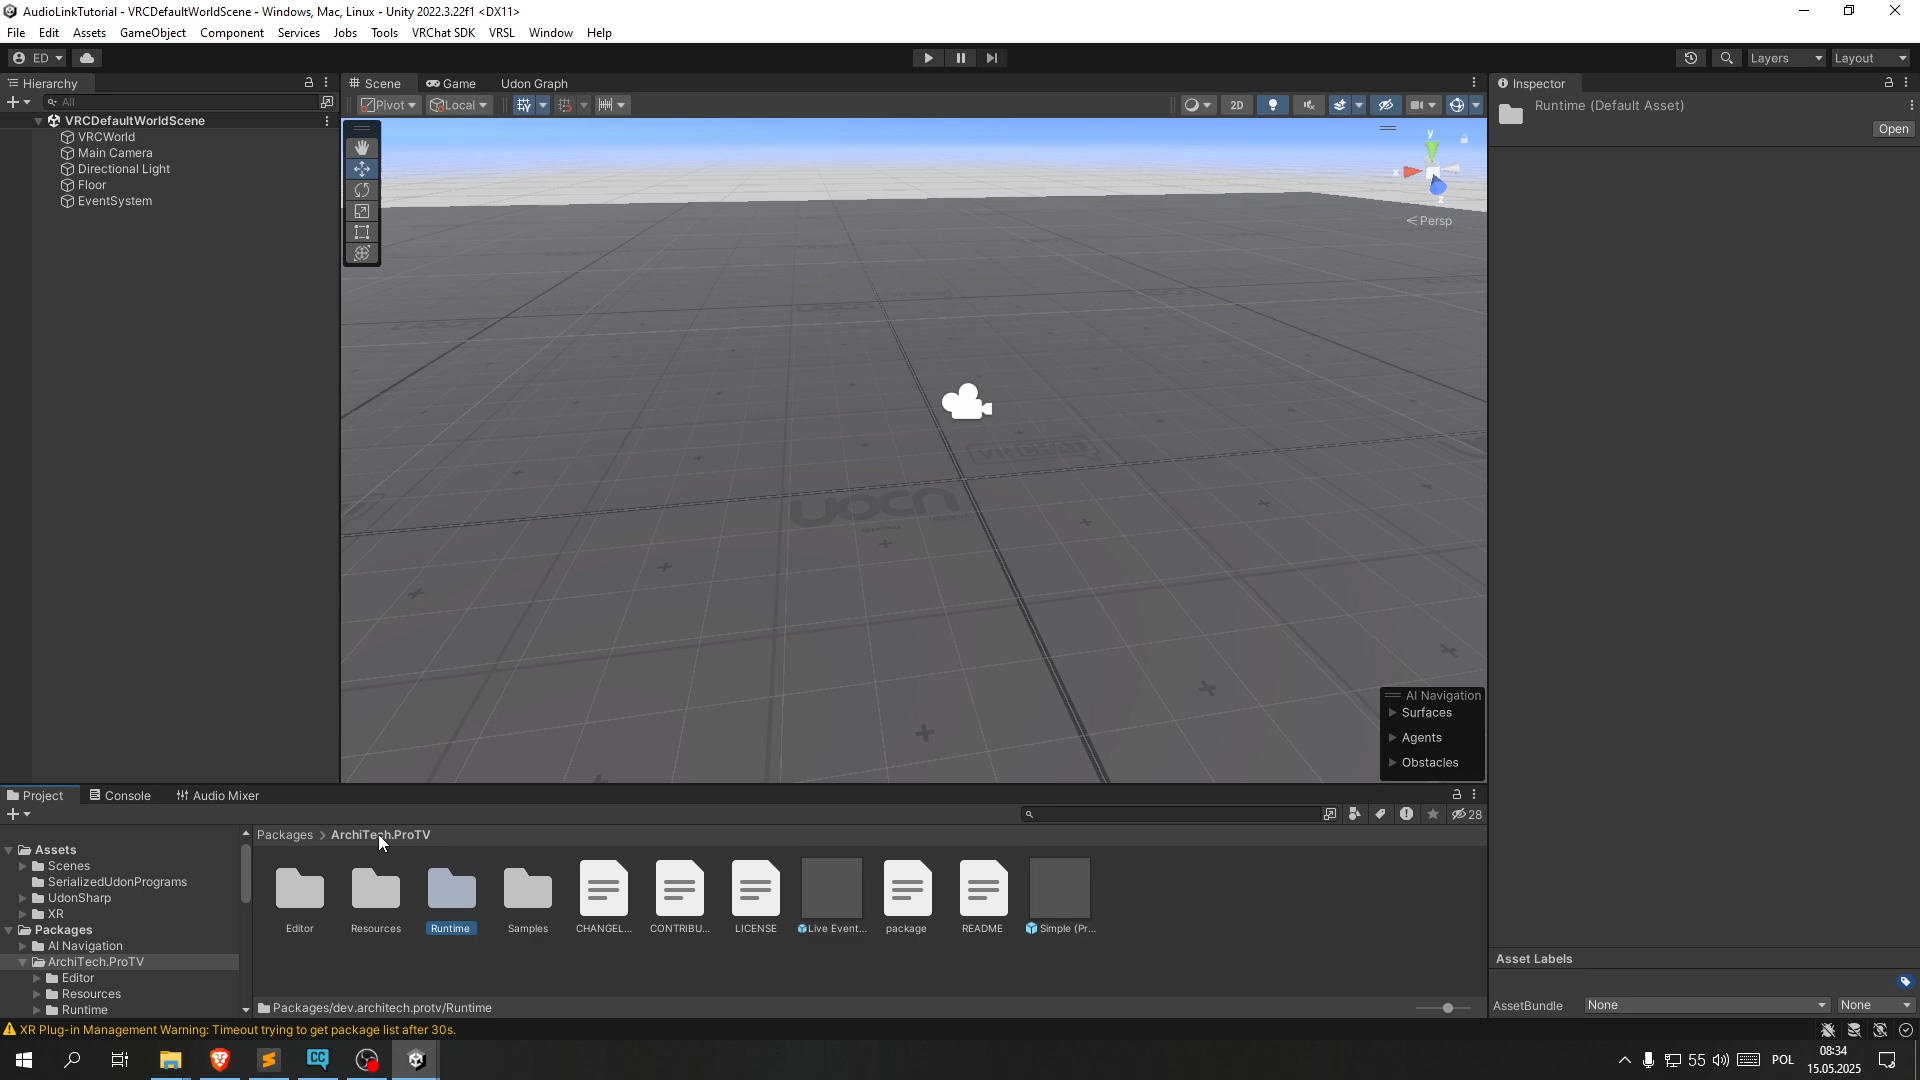 AudioLinkTutorial - VRCDefaultWorldScene - Windows, Mac, Linux - Unity 2022.3.22f1 <DX11>
File Edit Assets GameObject Component Services Jobs Tools VRChat SDK VRSL Window Help
ED
Layers Layout
Hierarchy
All
VRCDefaultWorldScene
VRCWorld
Main Camera
Directional Light
Floor
EventSystem
Scene Game Udon Graph
Pivot Local 2D
y
x
z
Persp
UDON
VRCHAT
AI Navigation
Surfaces
Agents
Obstacles
Inspector
Runtime (Default Asset)
Open
Asset Labels
AssetBundle None None
Project Console Audio Mixer
28
Assets
Scenes
SerializedUdonPrograms
UdonSharp
XR
Packages
AI Navigation
ArchiTech.ProTV
Editor
Resources
Runtime
Packages > ArchiTech.ProTV
Editor Resources Runtime Samples CHANGEL... CONTRIBU... LICENSE Live Event... package README Simple (Pr...
Packages/dev.architech.protv/Runtime
XR Plug-in Management Warning: Timeout trying to get package list after 30s.
CC
55 POL
08:34
15.05.2025